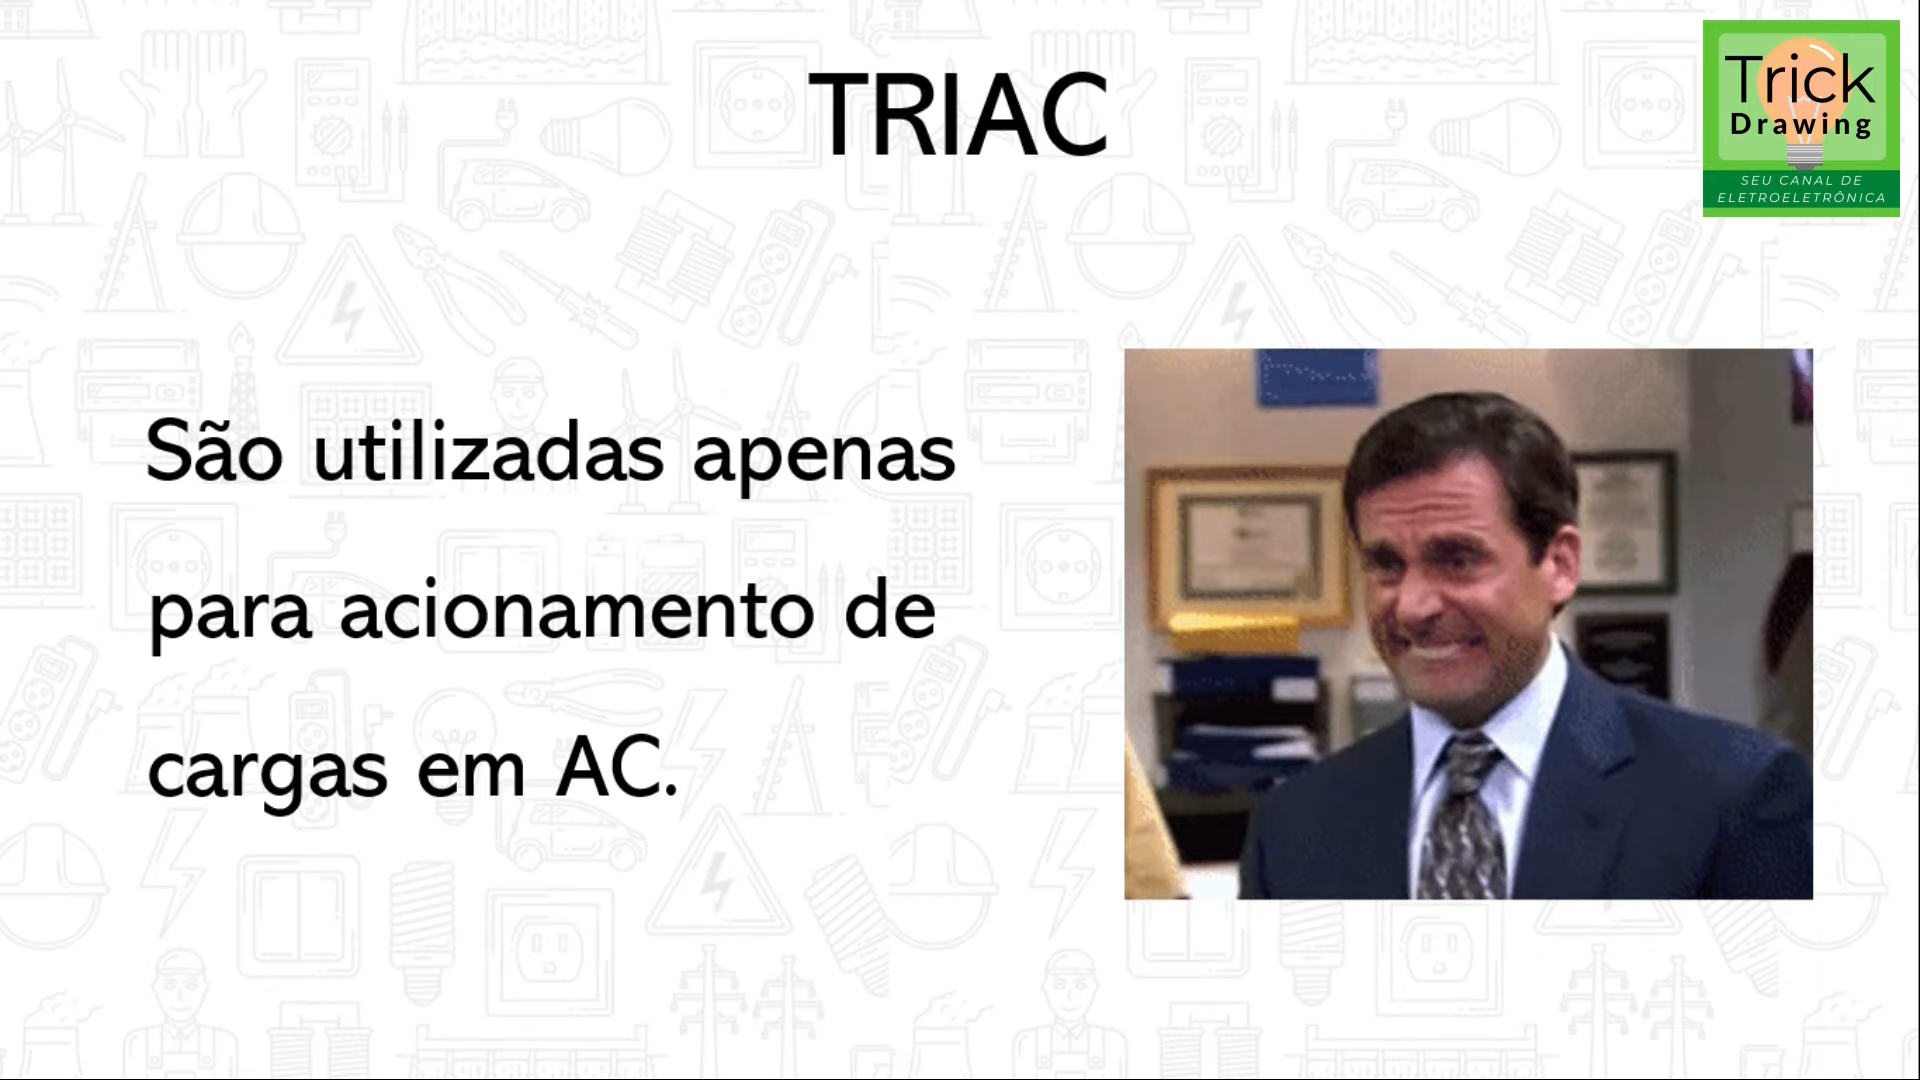 TRIAC
Trick
Drawing
SEU CANAL DE
ELETROELETRÔNICA
São utilizadas apenas
para acionamento de
cargas em AC.